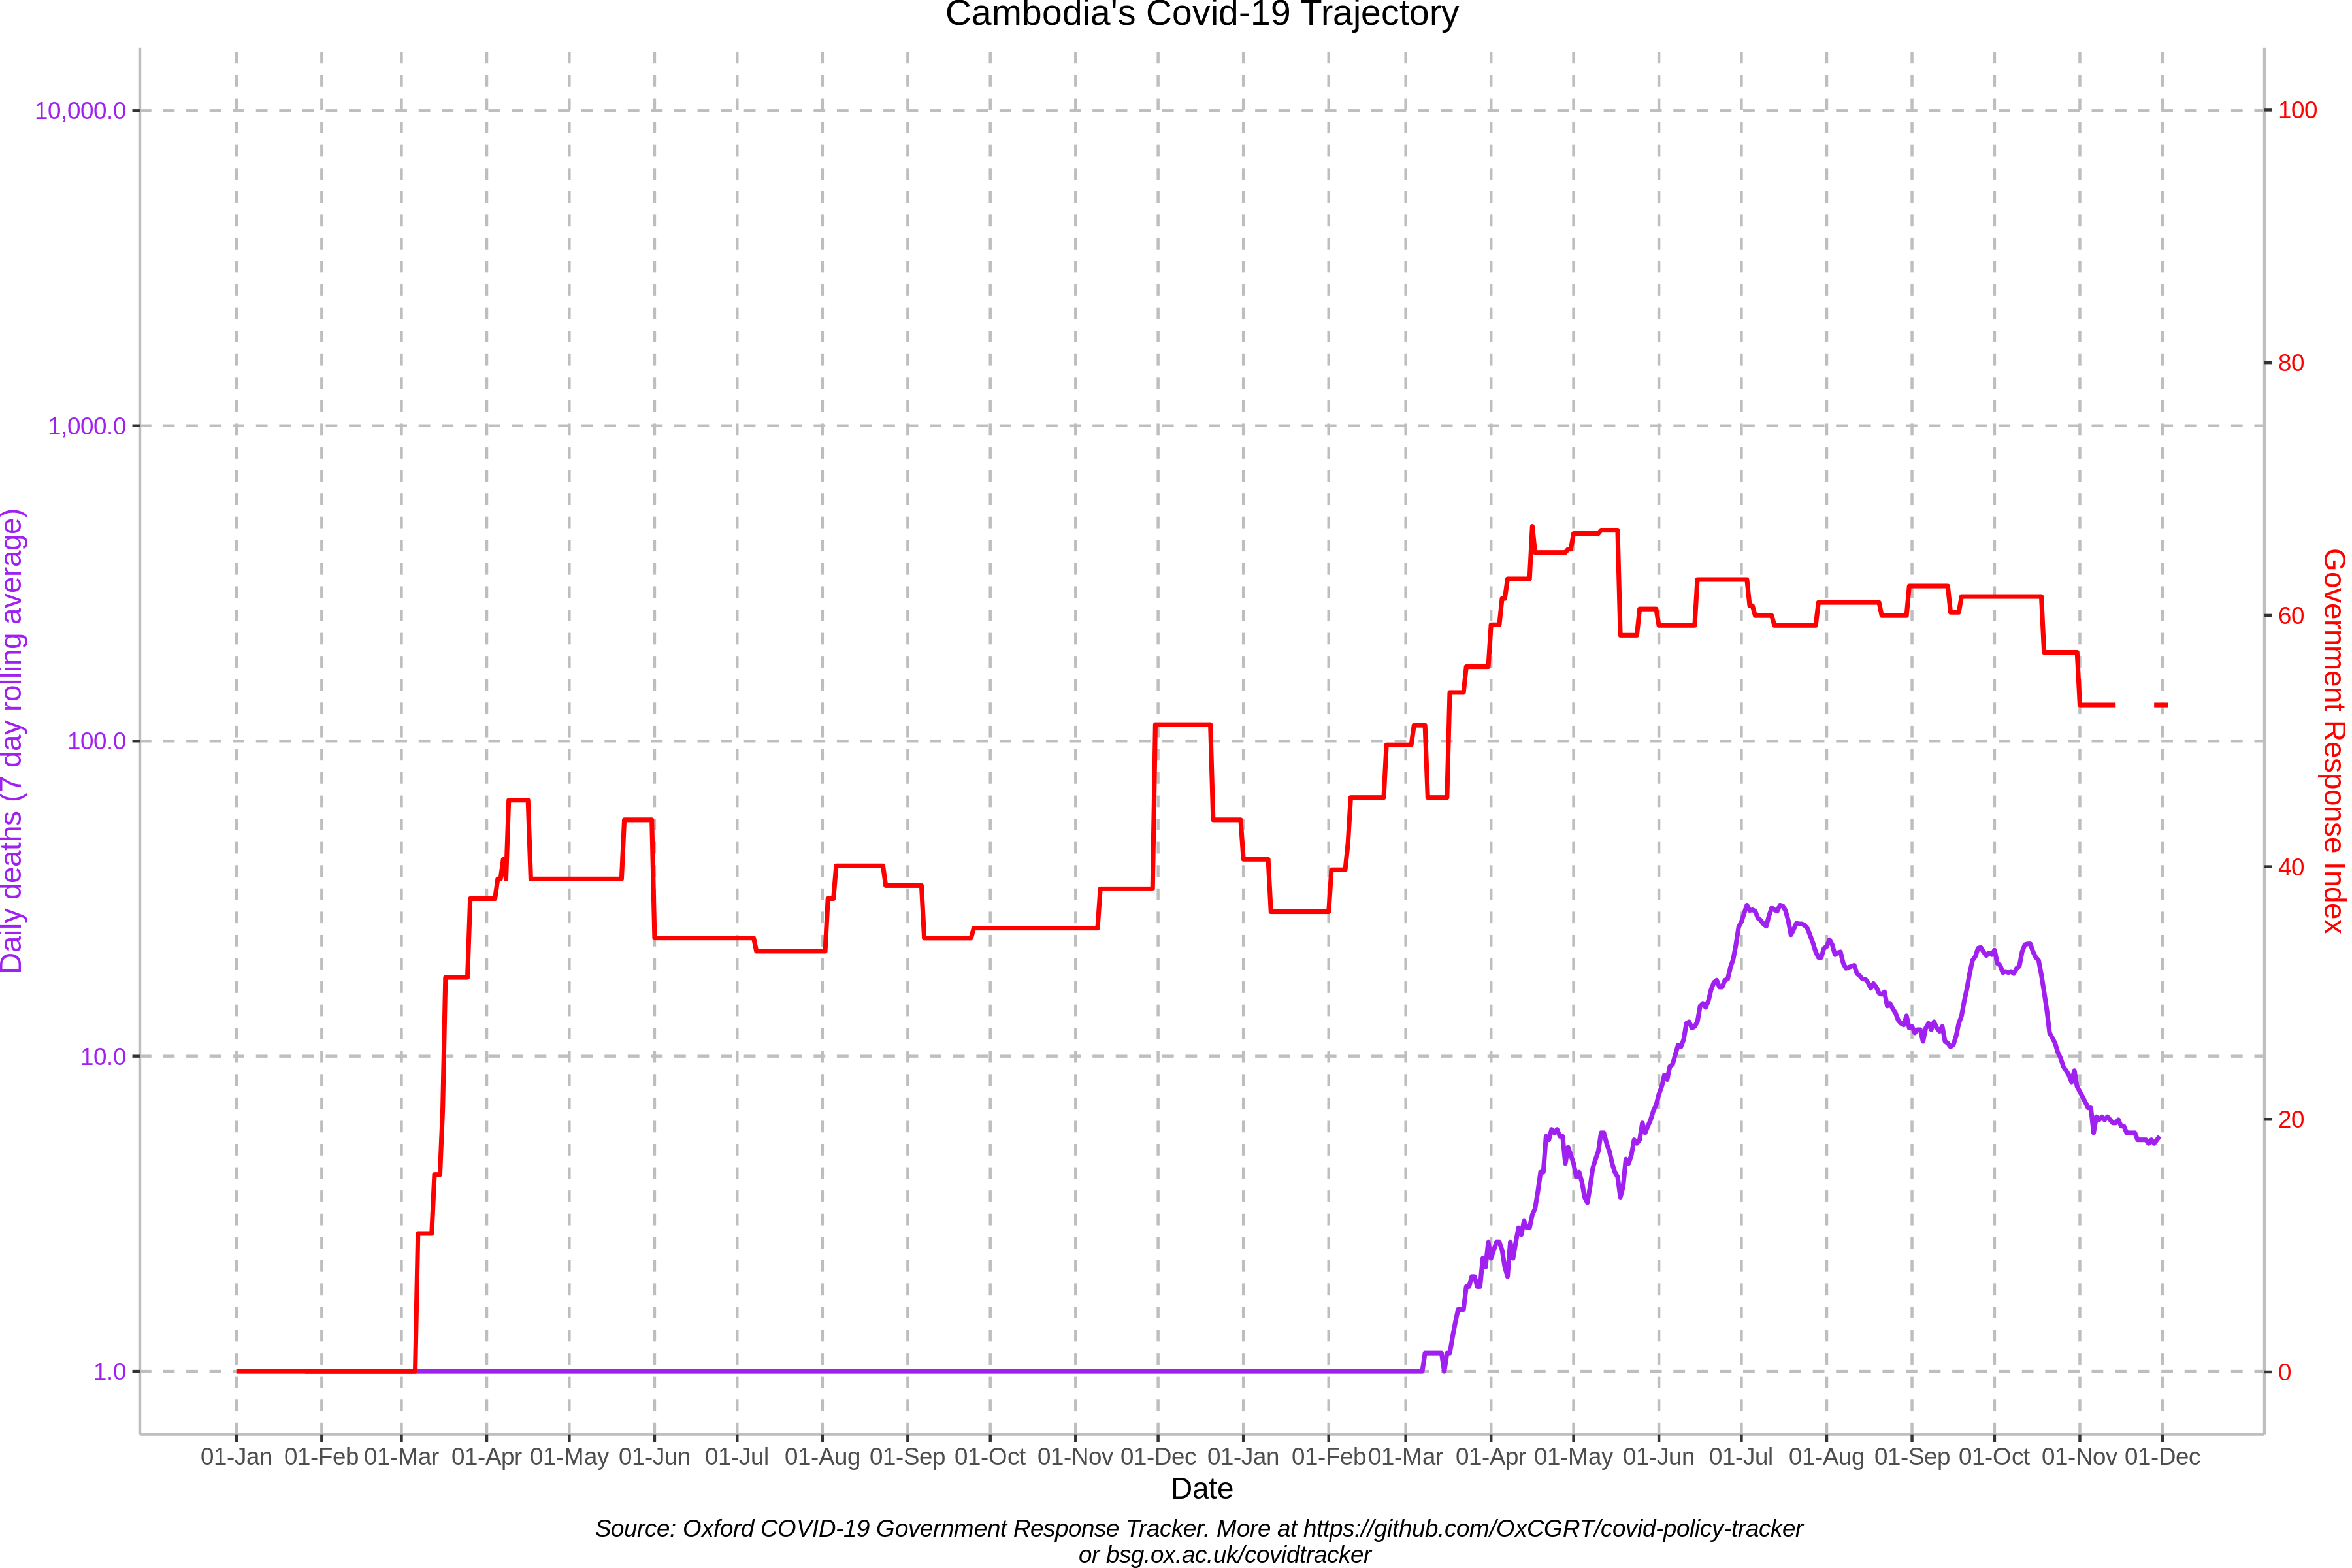 Cambodia's Covid-19 Trajectory
Daily deaths (7 day rolling average)
10,000.0
1,000.0
100.0
10.0
1.0
100
80
60
40
20
0
Government Response Index
01-Jan 01-Feb 01-Mar 01-Apr 01-May 01-Jun 01-Jul 01-Aug 01-Sep 01-Oct 01-Nov 01-Dec 01-Jan 01-Feb 01-Mar 01-Apr 01-May 01-Jun 01-Jul 01-Aug 01-Sep 01-Oct 01-Nov 01-Dec
Date
Source: Oxford COVID-19 Government Response Tracker. More at https://github.com/OxCGRT/covid-policy-tracker
or bsg.ox.ac.uk/covidtracker